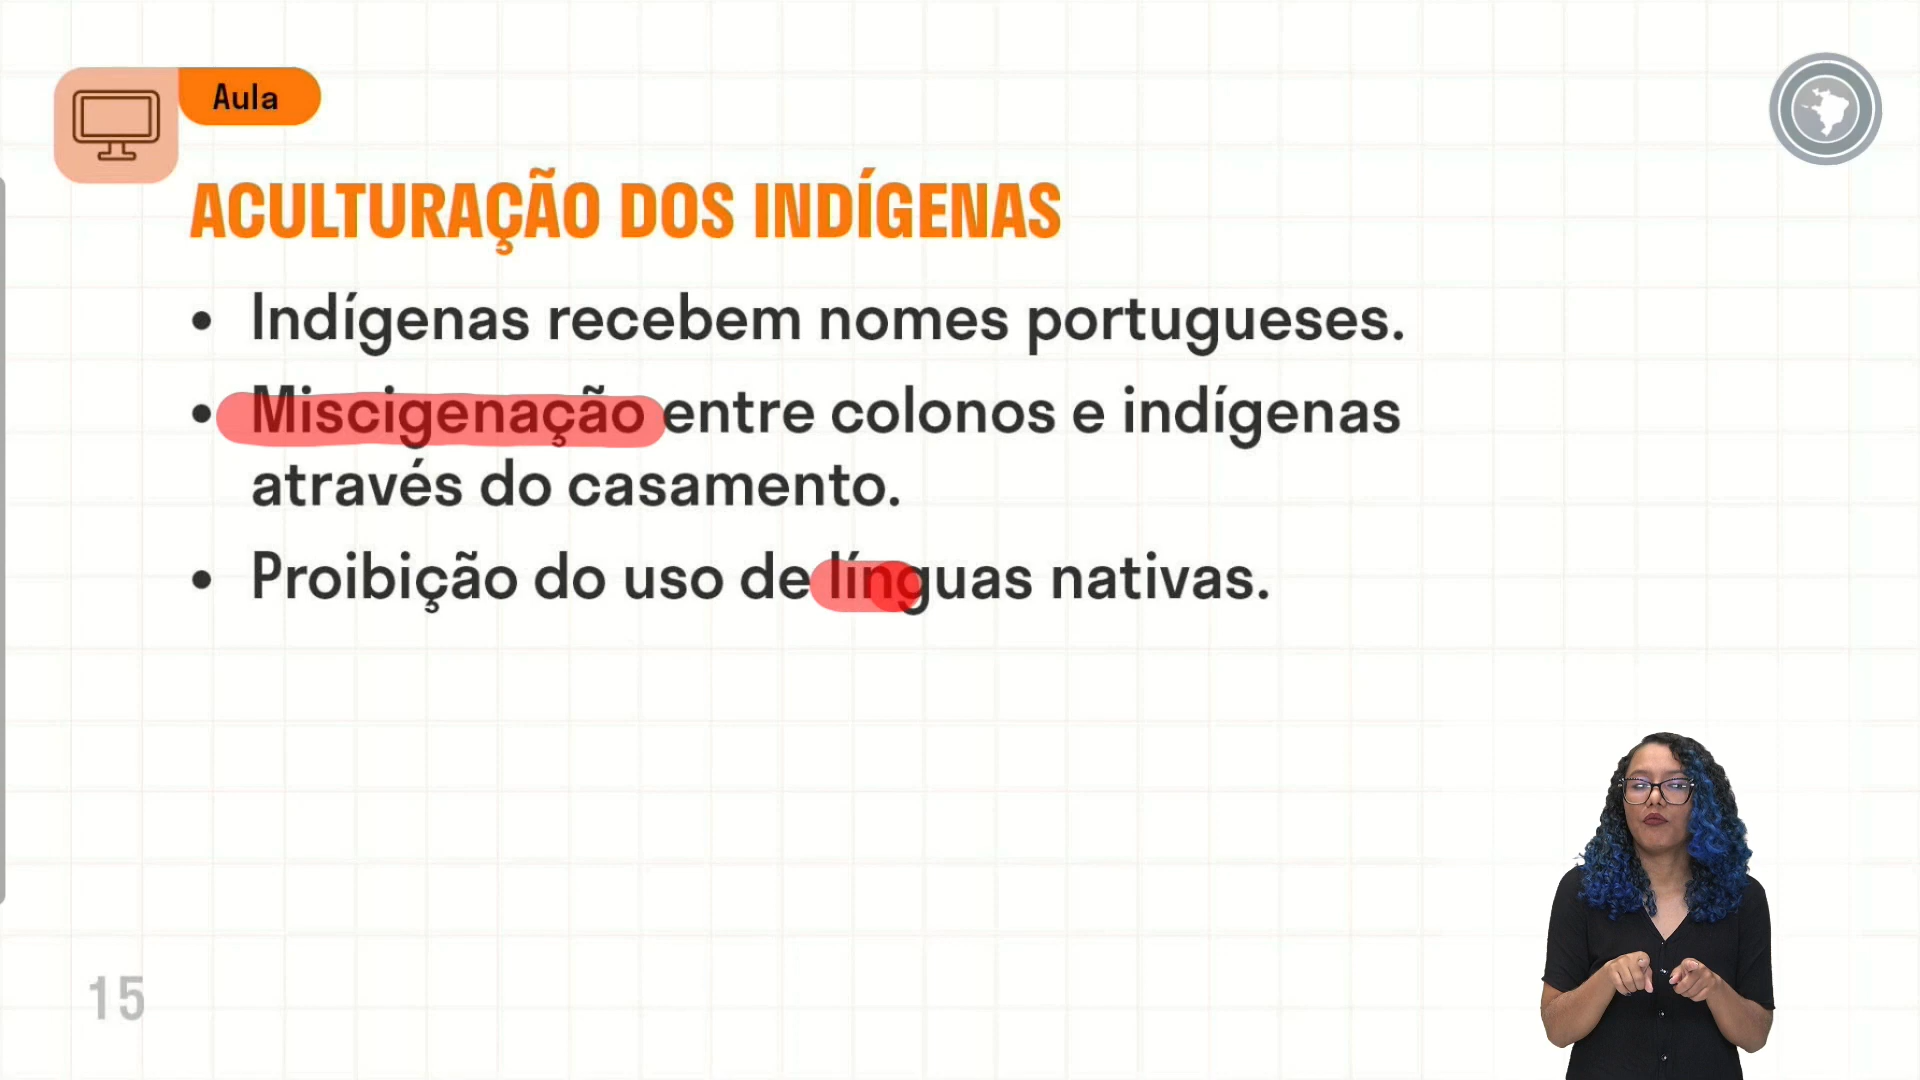 Aula
ACULTURAÇÃO DOS INDÍGENAS
• Indígenas recebem nomes portugueses.
• Miscigenação entre colonos e indígenas
através do casamento.
• Proibição do uso de línguas nativas.
15